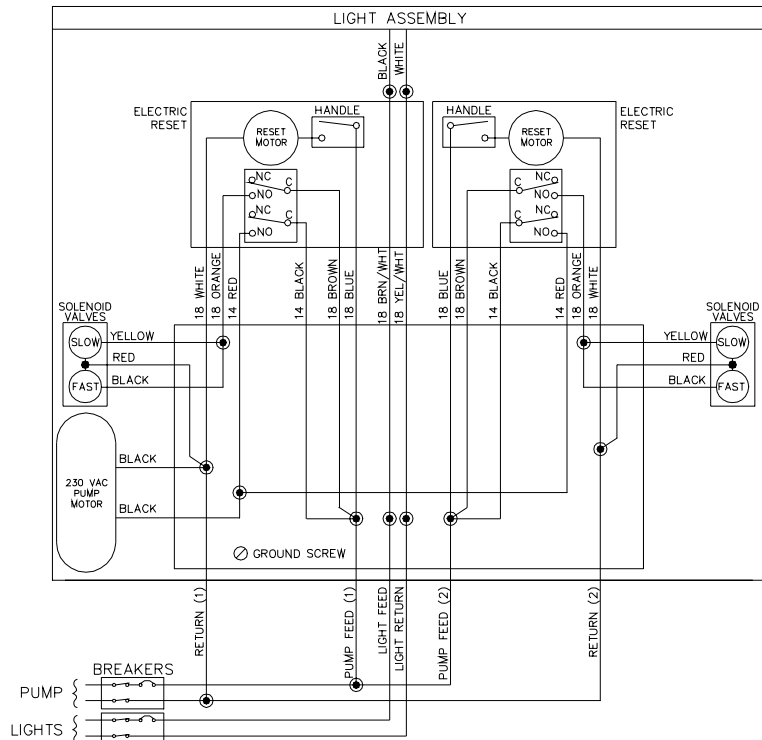 LIGHT ASSEMBLY
BLACK
WHITE
ELECTRIC
RESET
HANDLE
RESET
MOTOR
NC
C
NO
NC
C
NO
HANDLE
RESET
MOTOR
ELECTRIC
RESET
NC
C
NO
NC
C
NO
18 WHITE
18 ORANGE
14 RED
14 BLACK
18 BROWN
18 BLUE
18 BRN/WHT
18 YEL/WHT
18 BLUE
18 BROWN
14 BLACK
14 RED
18 ORANGE
18 WHITE
SOLENOID
VALVES
SLOW
FAST
YELLOW
RED
BLACK
SOLENOID
VALVES
SLOW
FAST
YELLOW
RED
BLACK
230 VAC
PUMP
MOTOR
BLACK
BLACK
GROUND SCREW
RETURN (1)
PUMP FEED (1)
LIGHT FEED
LIGHT RETURN
PUMP FEED (2)
RETURN (2)
BREAKERS
PUMP
LIGHTS